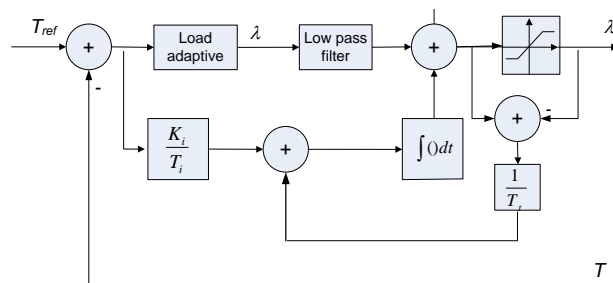 T_ref
+
-
Load adaptive
λ
Low pass filter
+
λ
K_i / T_i
+
∫()dt
-
+
1 / T_t
T